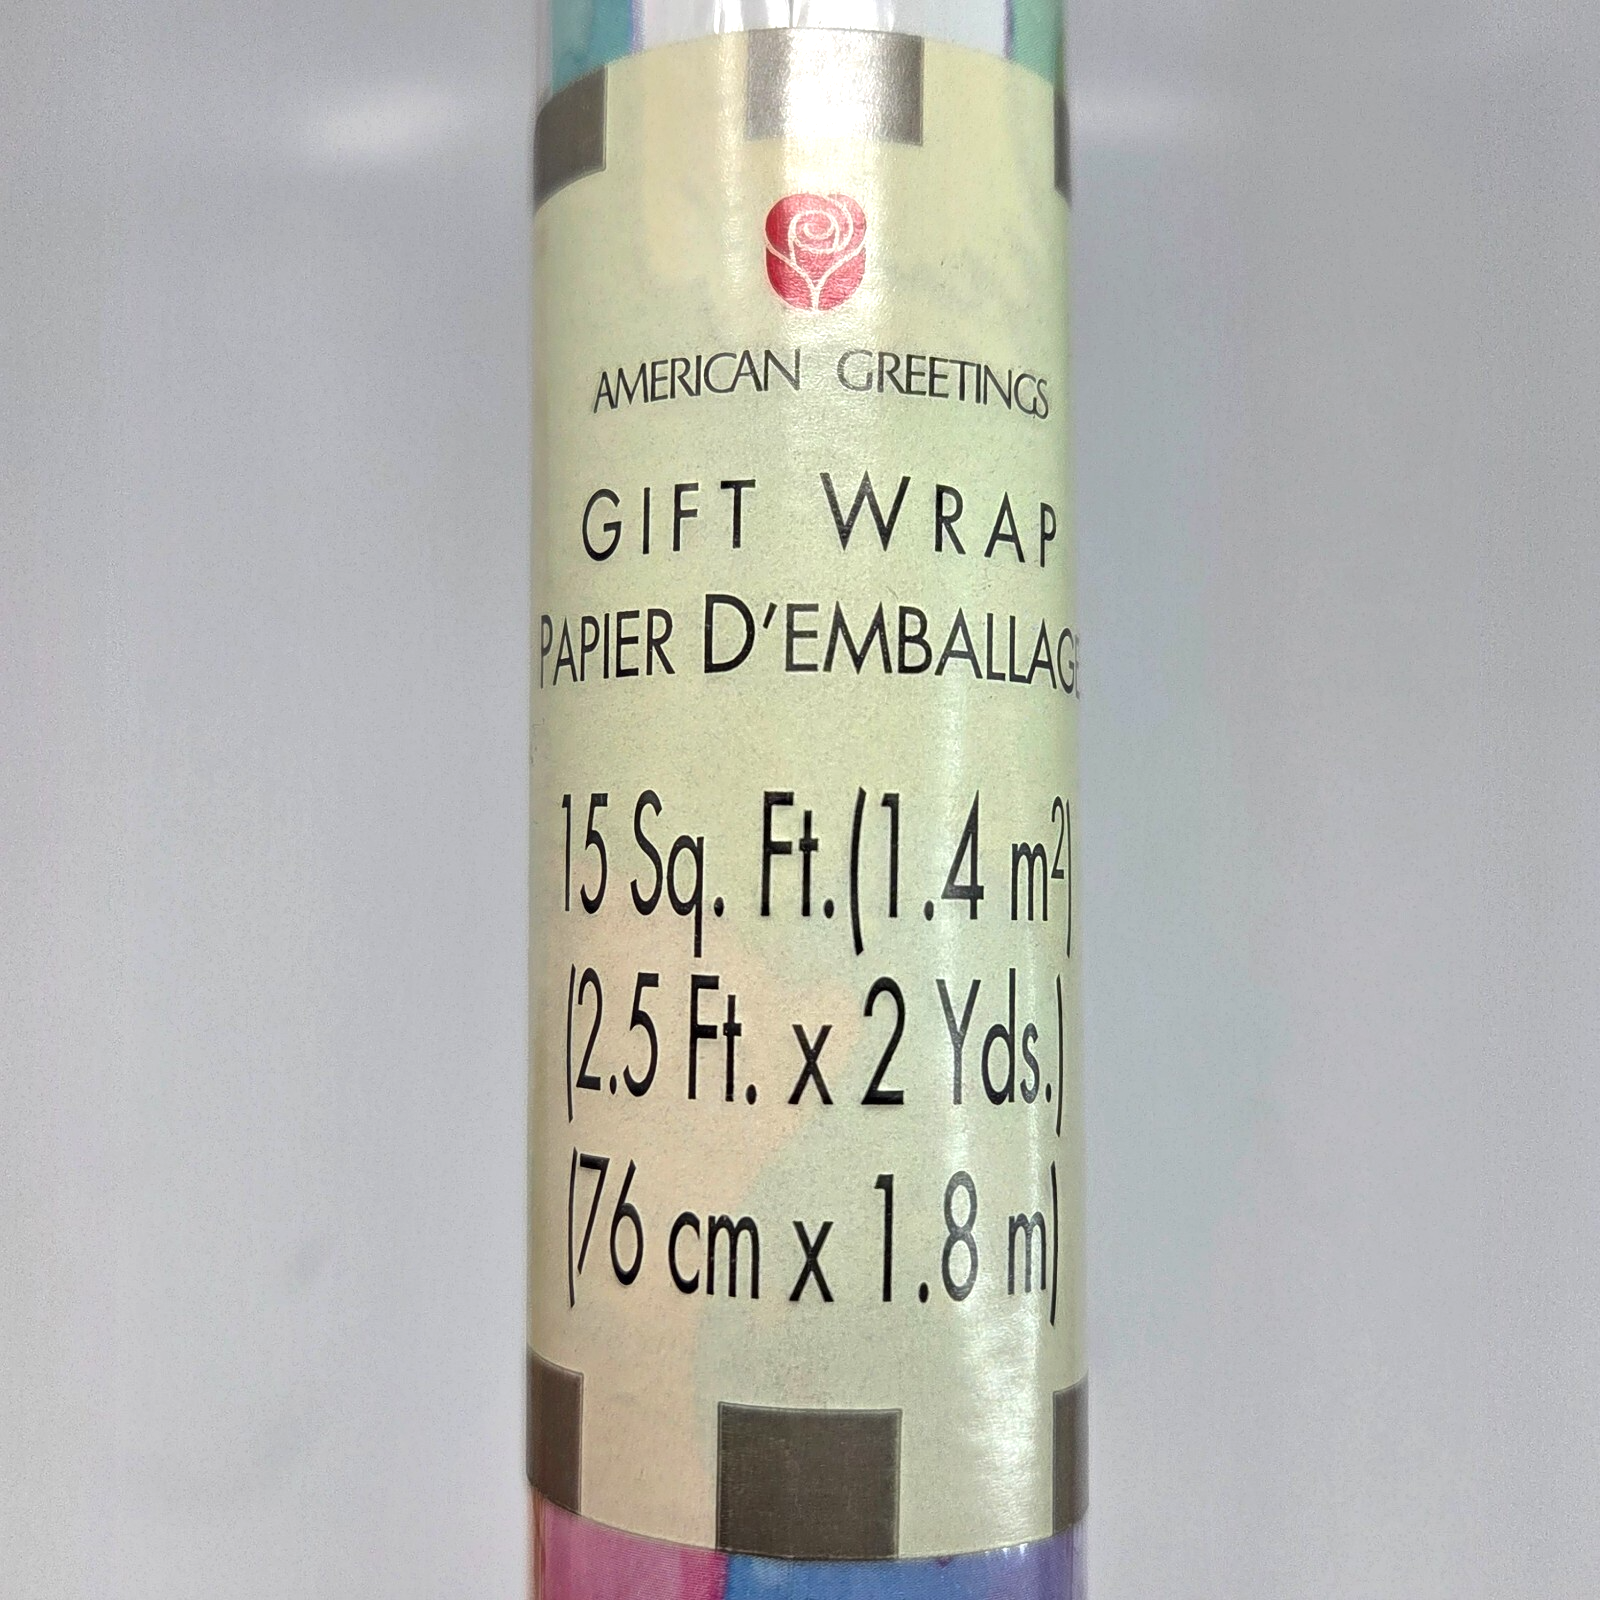 AMERICAN GREETINGS
GIFT WRAP
PAPIER D'EMBALLAGE
15 Sq. Ft.(1.4 m²)
(2.5 Ft. x 2 Yds.)
(76 cm x 1.8 m)